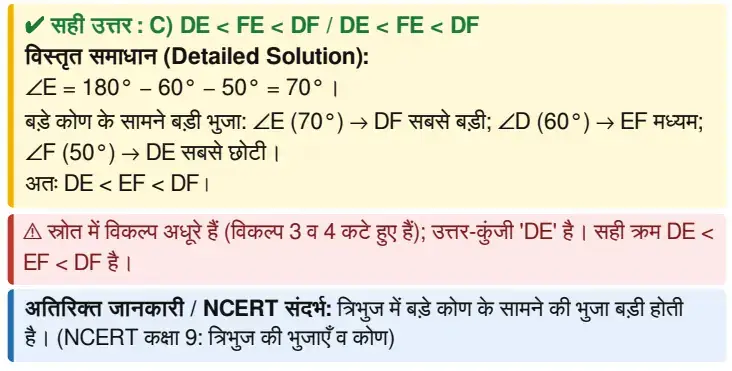 ✔ सही उत्तर : C) DE < FE < DF / DE < FE < DF
विस्तृत समाधान (Detailed Solution):
∠E = 180° − 60° − 50° = 70° ।
बड़े कोण के सामने बड़ी भुजा: ∠E (70°) → DF सबसे बड़ी; ∠D (60°) → EF मध्यम;
∠F (50°) → DE सबसे छोटी ।
अतः DE < EF < DF।
⚠ स्रोत में विकल्प अधूरे हैं (विकल्प 3 व 4 कटे हुए हैं); उत्तर-कुंजी 'DE' है । सही क्रम DE <
EF < DF है ।
अतिरिक्त जानकारी / NCERT संदर्भ: त्रिभुज में बड़े कोण के सामने की भुजा बड़ी होती
है । (NCERT कक्षा 9: त्रिभुज की भुजाएँ व कोण)